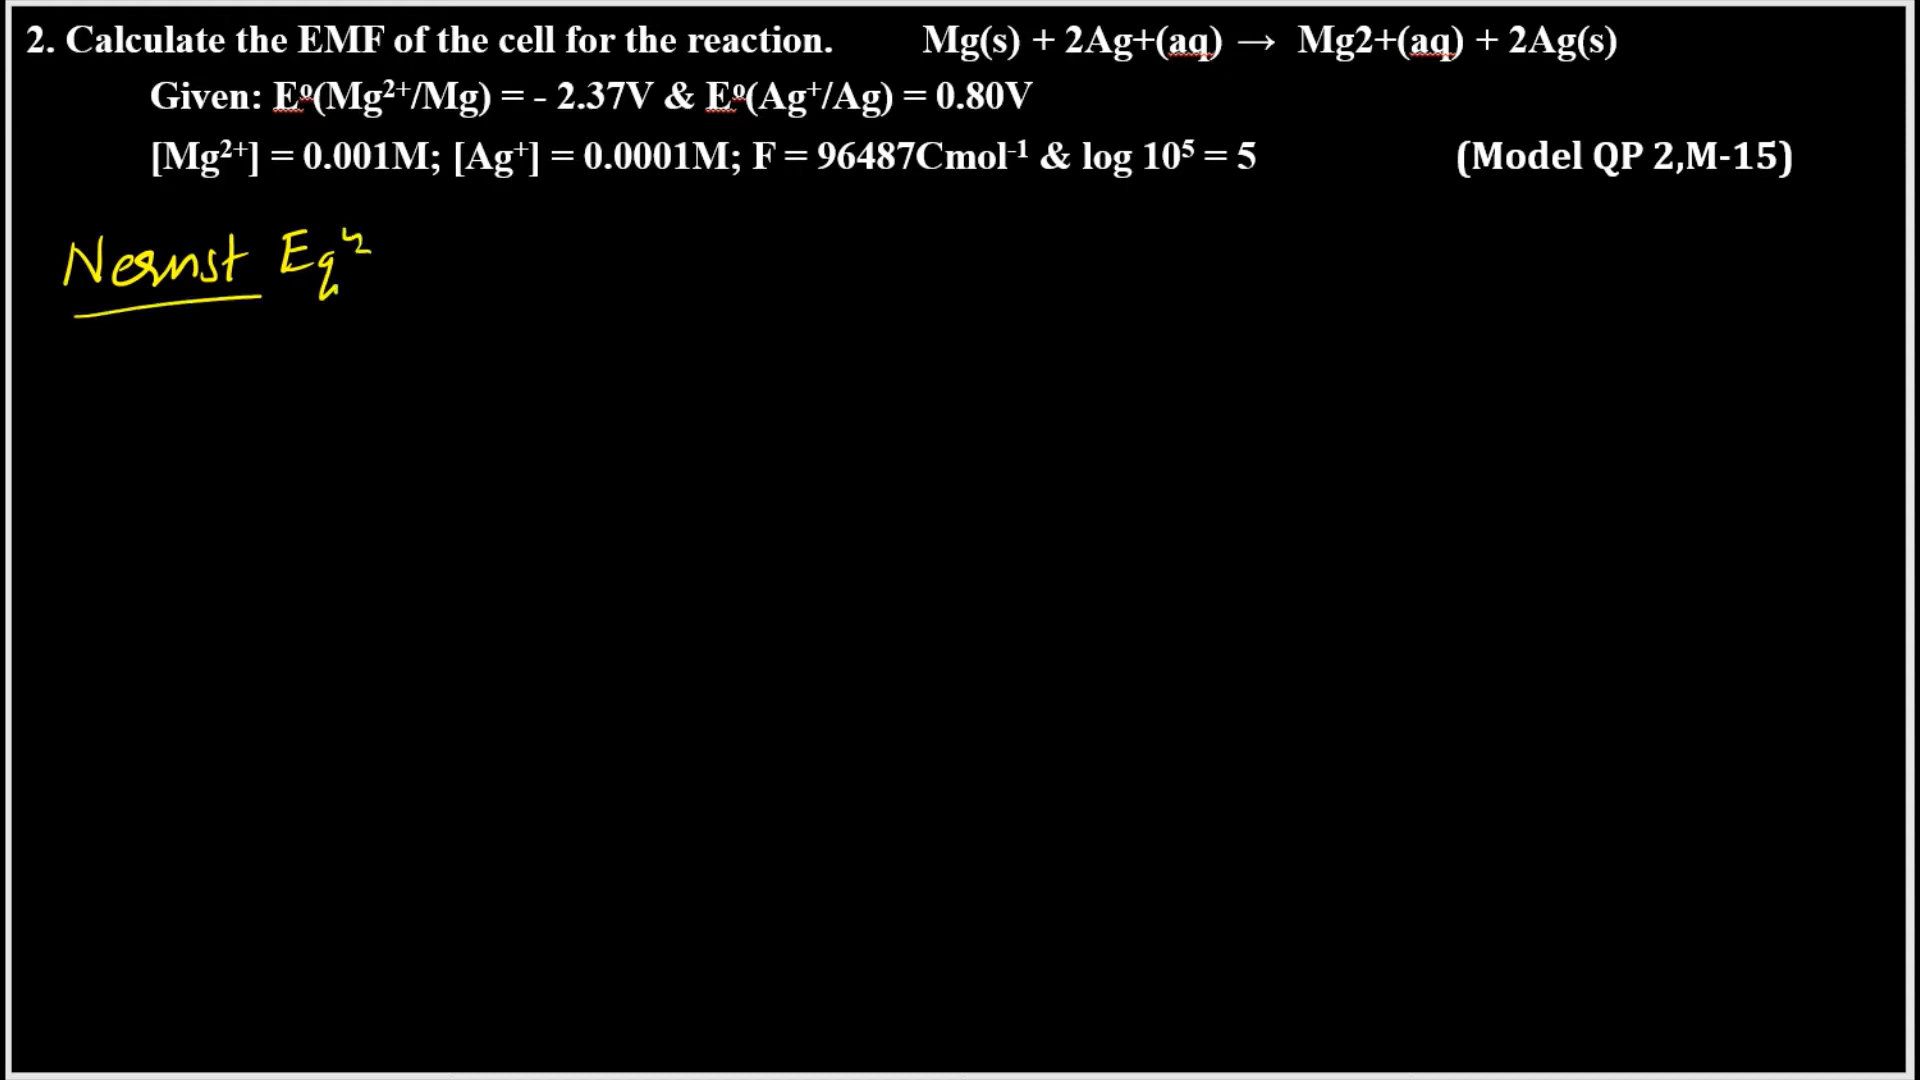 2. Calculate the EMF of the cell for the reaction. Mg(s) + 2Ag+(aq) → Mg2+(aq) + 2Ag(s)
Given: Eº(Mg²⁺/Mg) = - 2.37V & Eº(Ag⁺/Ag) = 0.80V
[Mg²⁺] = 0.001M; [Ag⁺] = 0.0001M; F = 96487Cmol⁻¹ & log 10⁵ = 5 (Model QP 2,M-15)
Nernst Eqⁿ